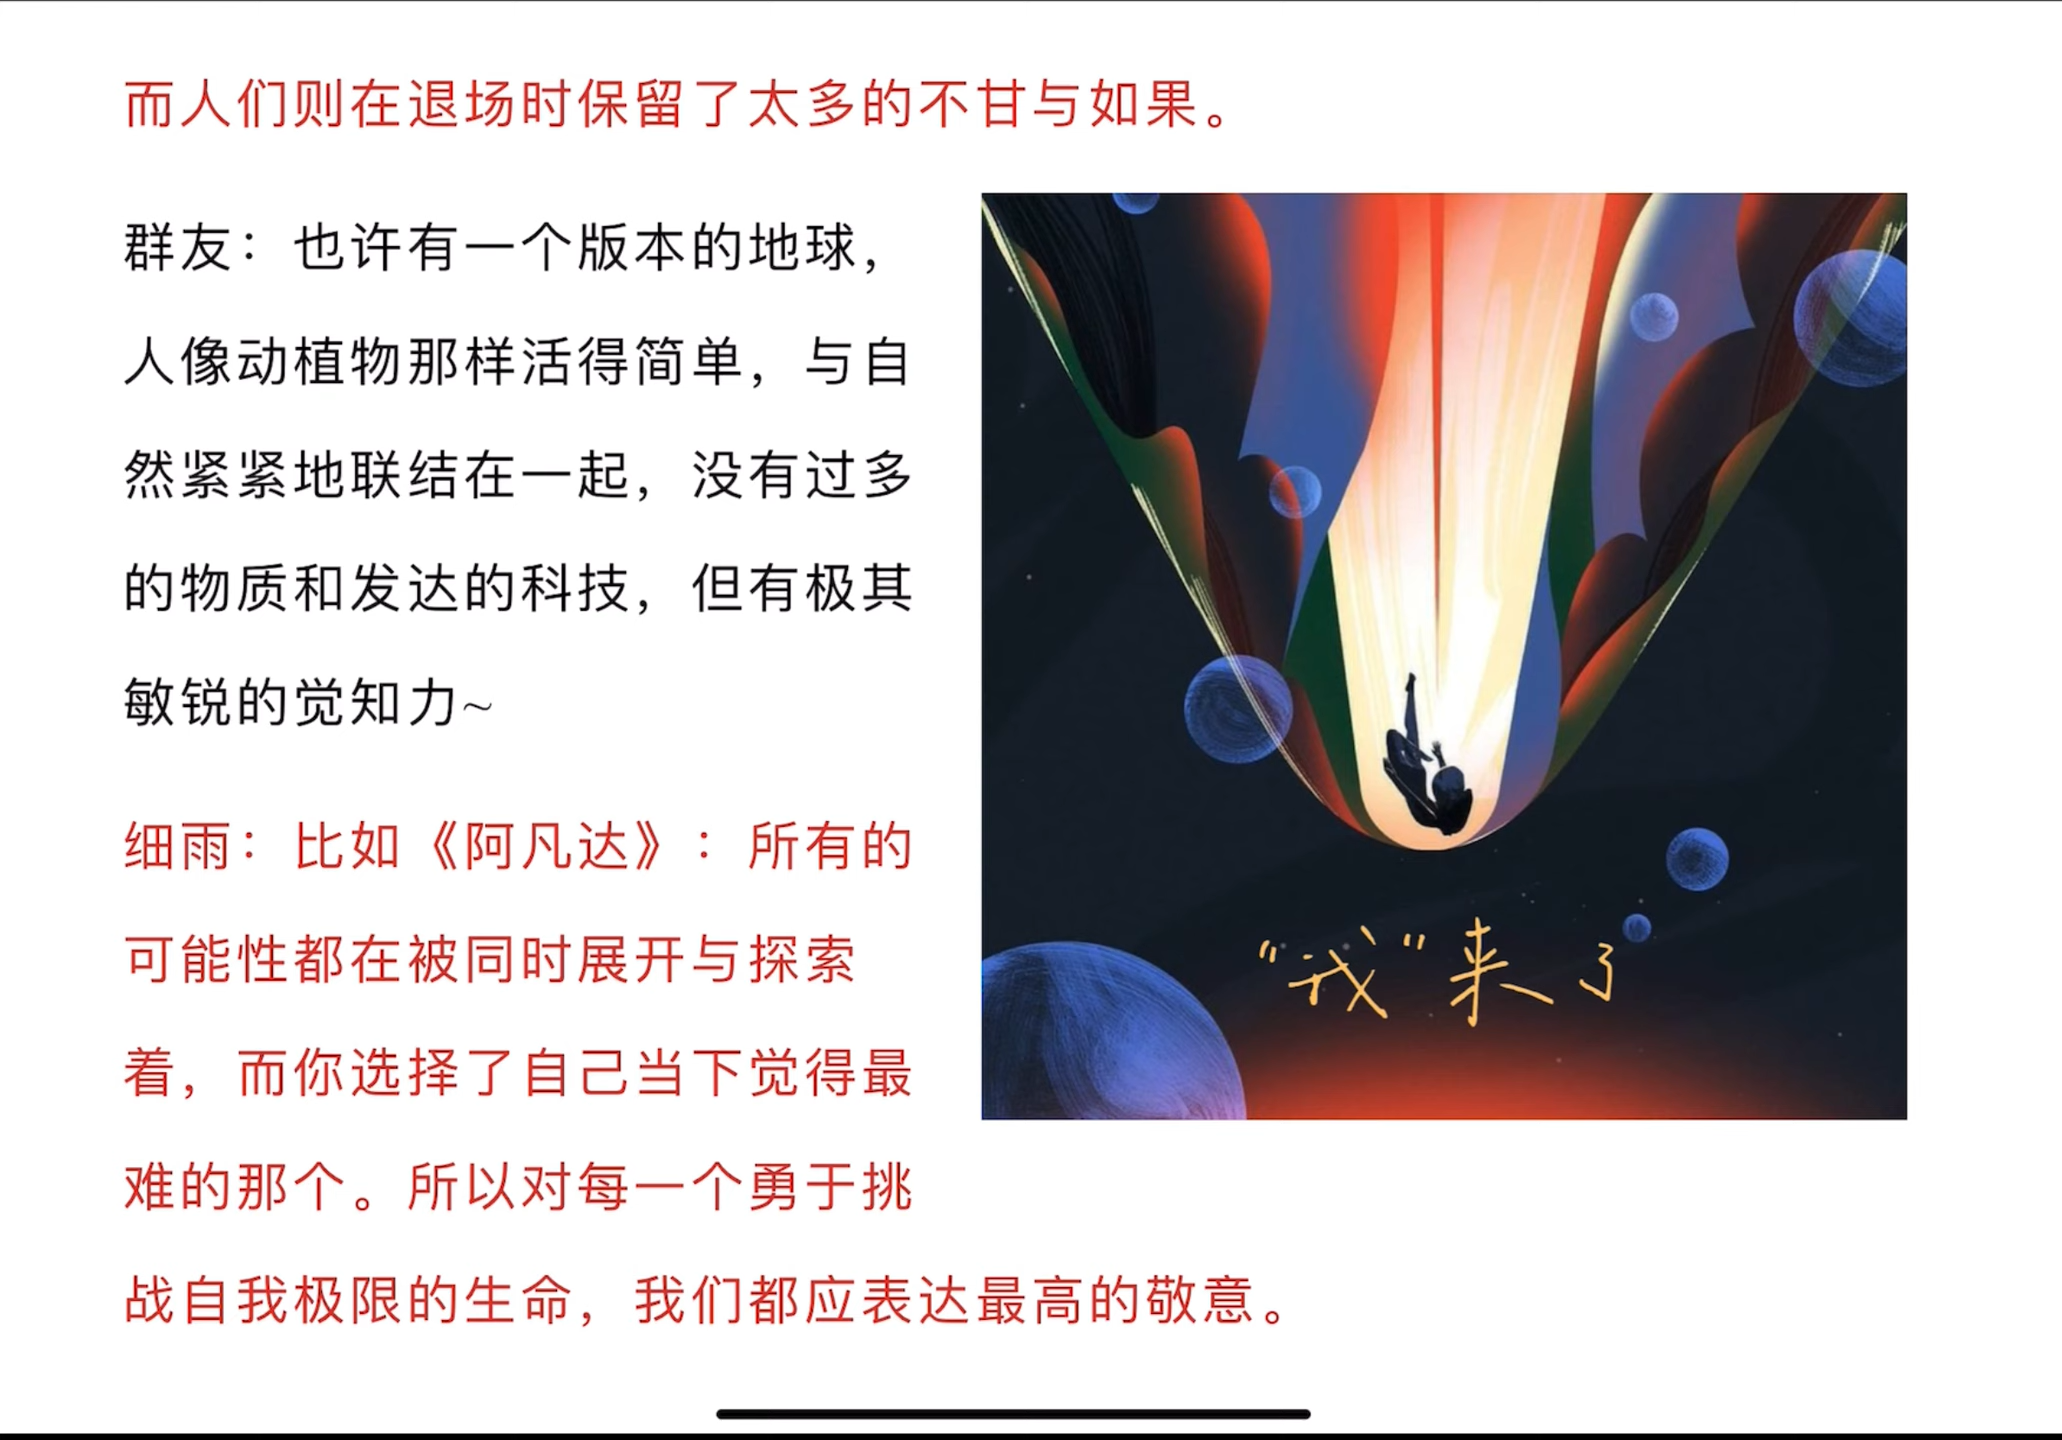 而人们则在退场时保留了太多的不甘与如果。
群友：也许有一个版本的地球，
人像动植物那样活得简单，与自
然紧紧地联结在一起，没有过多
的物质和发达的科技，但有极其
敏锐的觉知力~
细雨：比如《阿凡达》：所有的
可能性都在被同时展开与探索
着，而你选择了自己当下觉得最
难的那个。所以对每一个勇于挑
战自我极限的生命，我们都应表达最高的敬意。
“我”来了